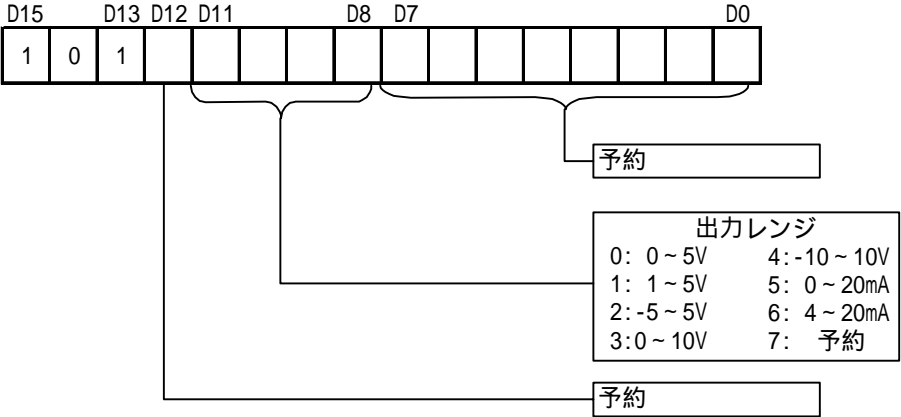 D15 D13 D12 D11 D8 D7 D0
1 0 1
予約
出力レンジ
0: 0~5V 4:-10~10V
1: 1~5V 5: 0~20mA
2:-5~5V 6: 4~20mA
3:0~10V 7: 予約
予約